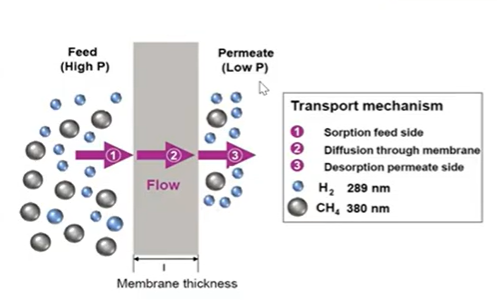 Feed
(High P)
Permeate
(Low P)
Transport mechanism
1 Sorption feed side
2 Diffusion through membrane
3 Desorption permeate side
H₂ 289 nm
CH₄ 380 nm
1
2
3
Flow
l
Membrane thickness